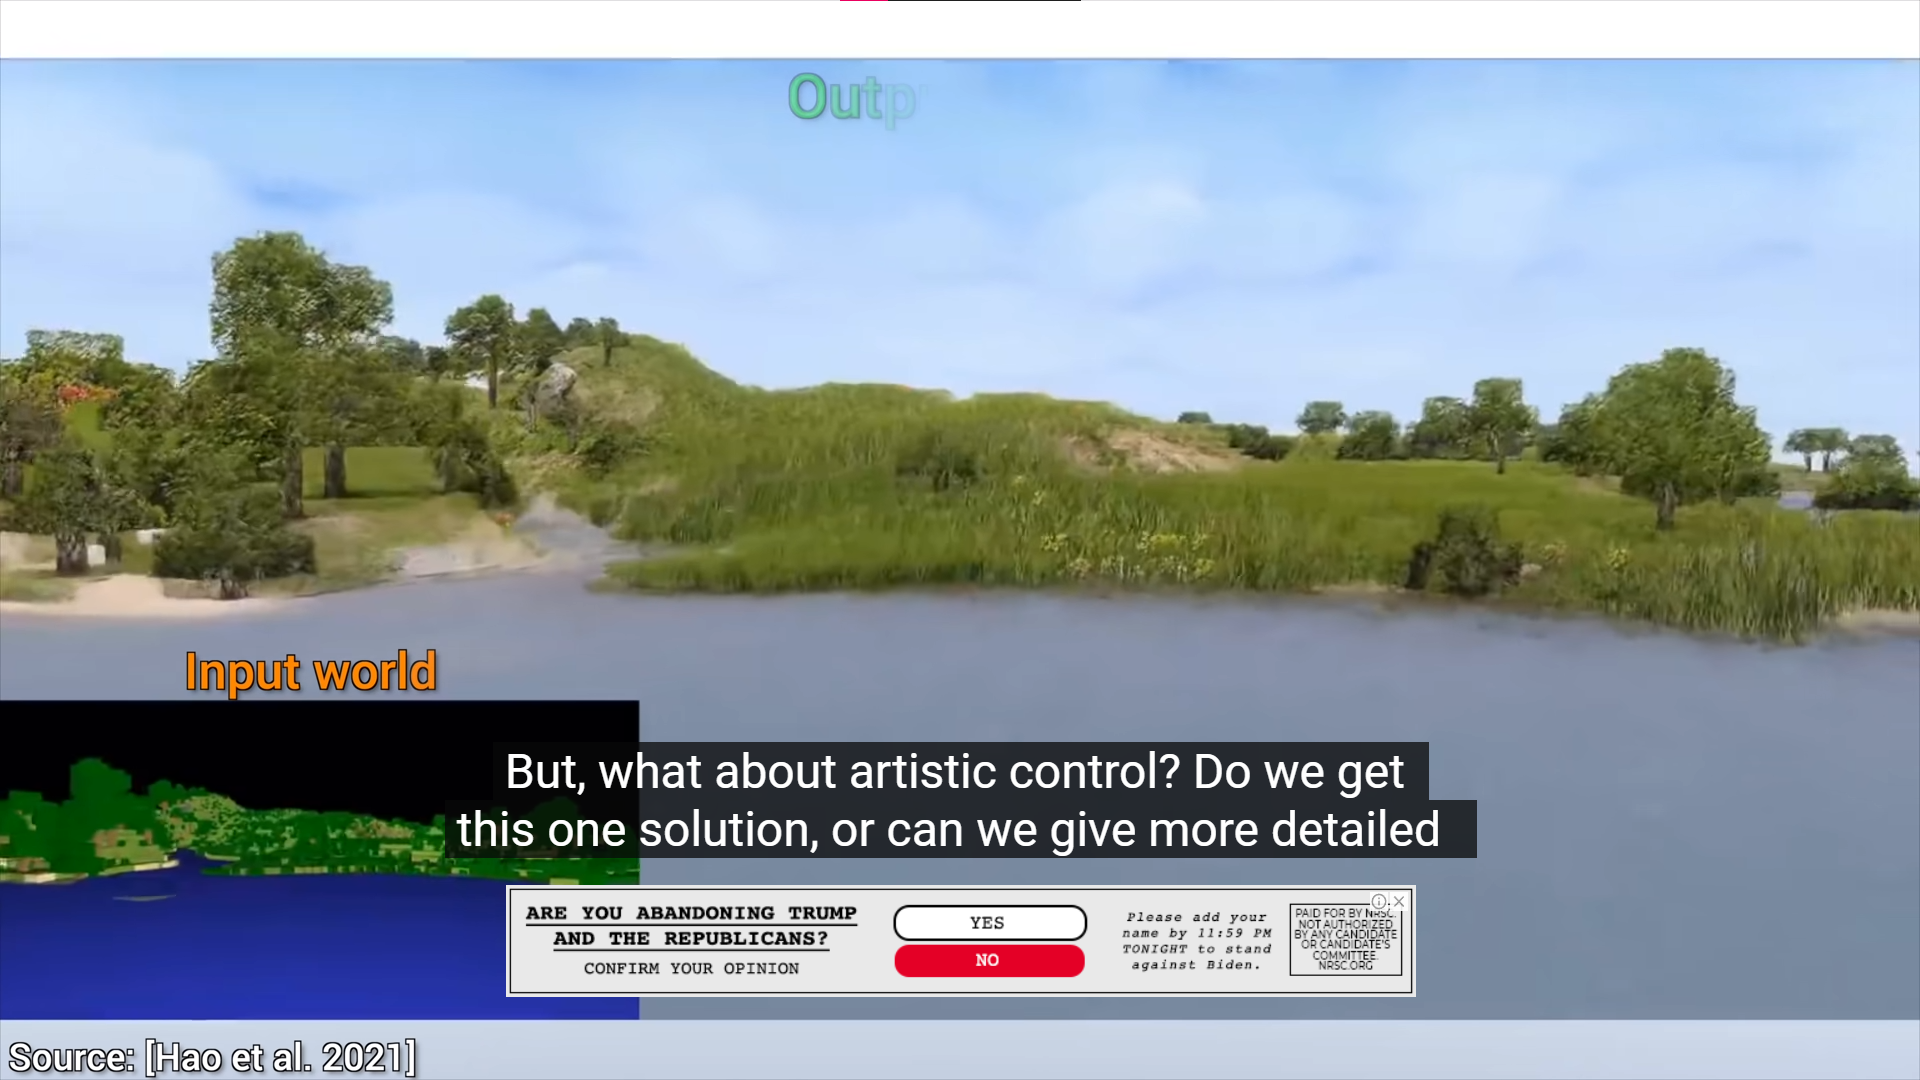 Outp
Input world
But, what about artistic control? Do we get
this one solution, or can we give more detailed
ARE YOU ABANDONING TRUMP
AND THE REPUBLICANS?
CONFIRM YOUR OPINION
YES
NO
Please add your
name by 11:59 PM
TONIGHT to stand
against Biden.
PAID FOR BY NRSC.
NOT AUTHORIZED
BY ANY CANDIDATE
OR CANDIDATE'S
COMMITTEE.
NRSC.ORG
Source: [Hao et al. 2021]